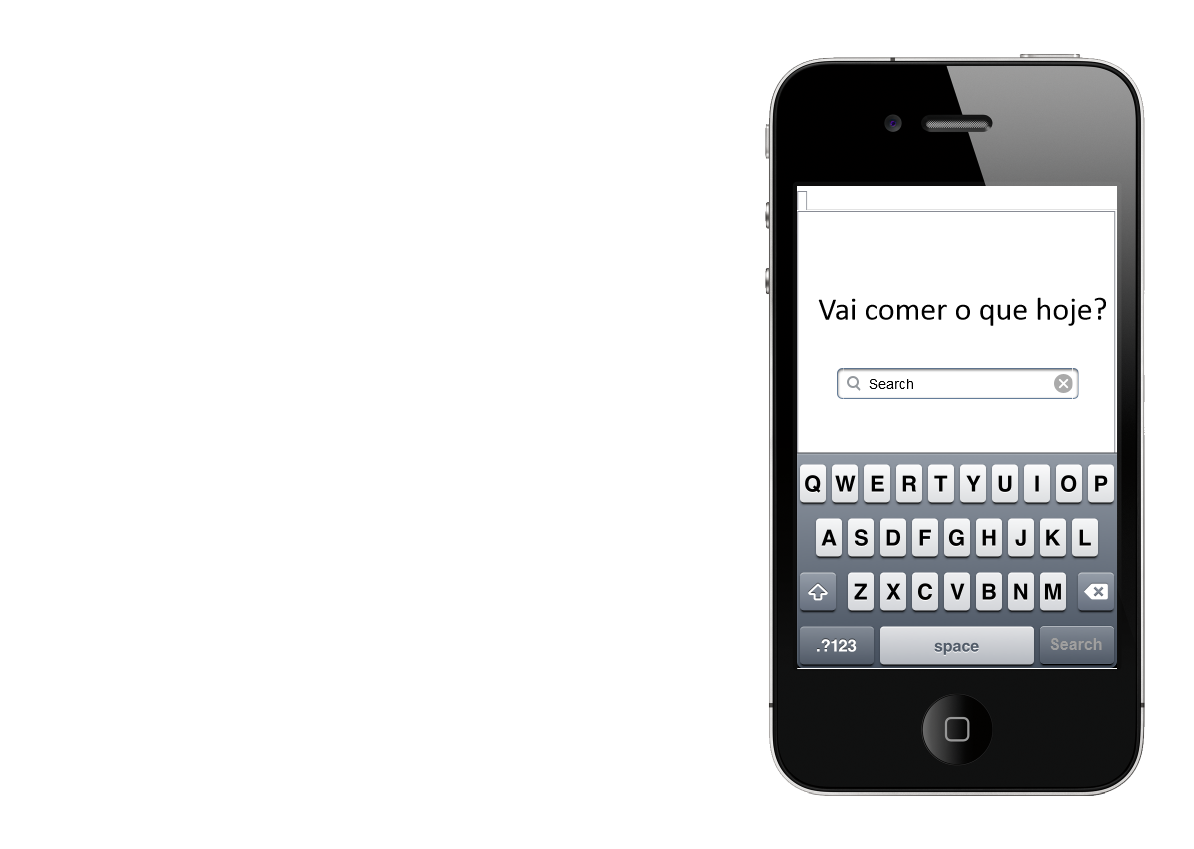 Vai comer o que hoje?
Search
Q W E R T Y U I O P
A S D F G H J K L
Z X C V B N M
.?123 space Search